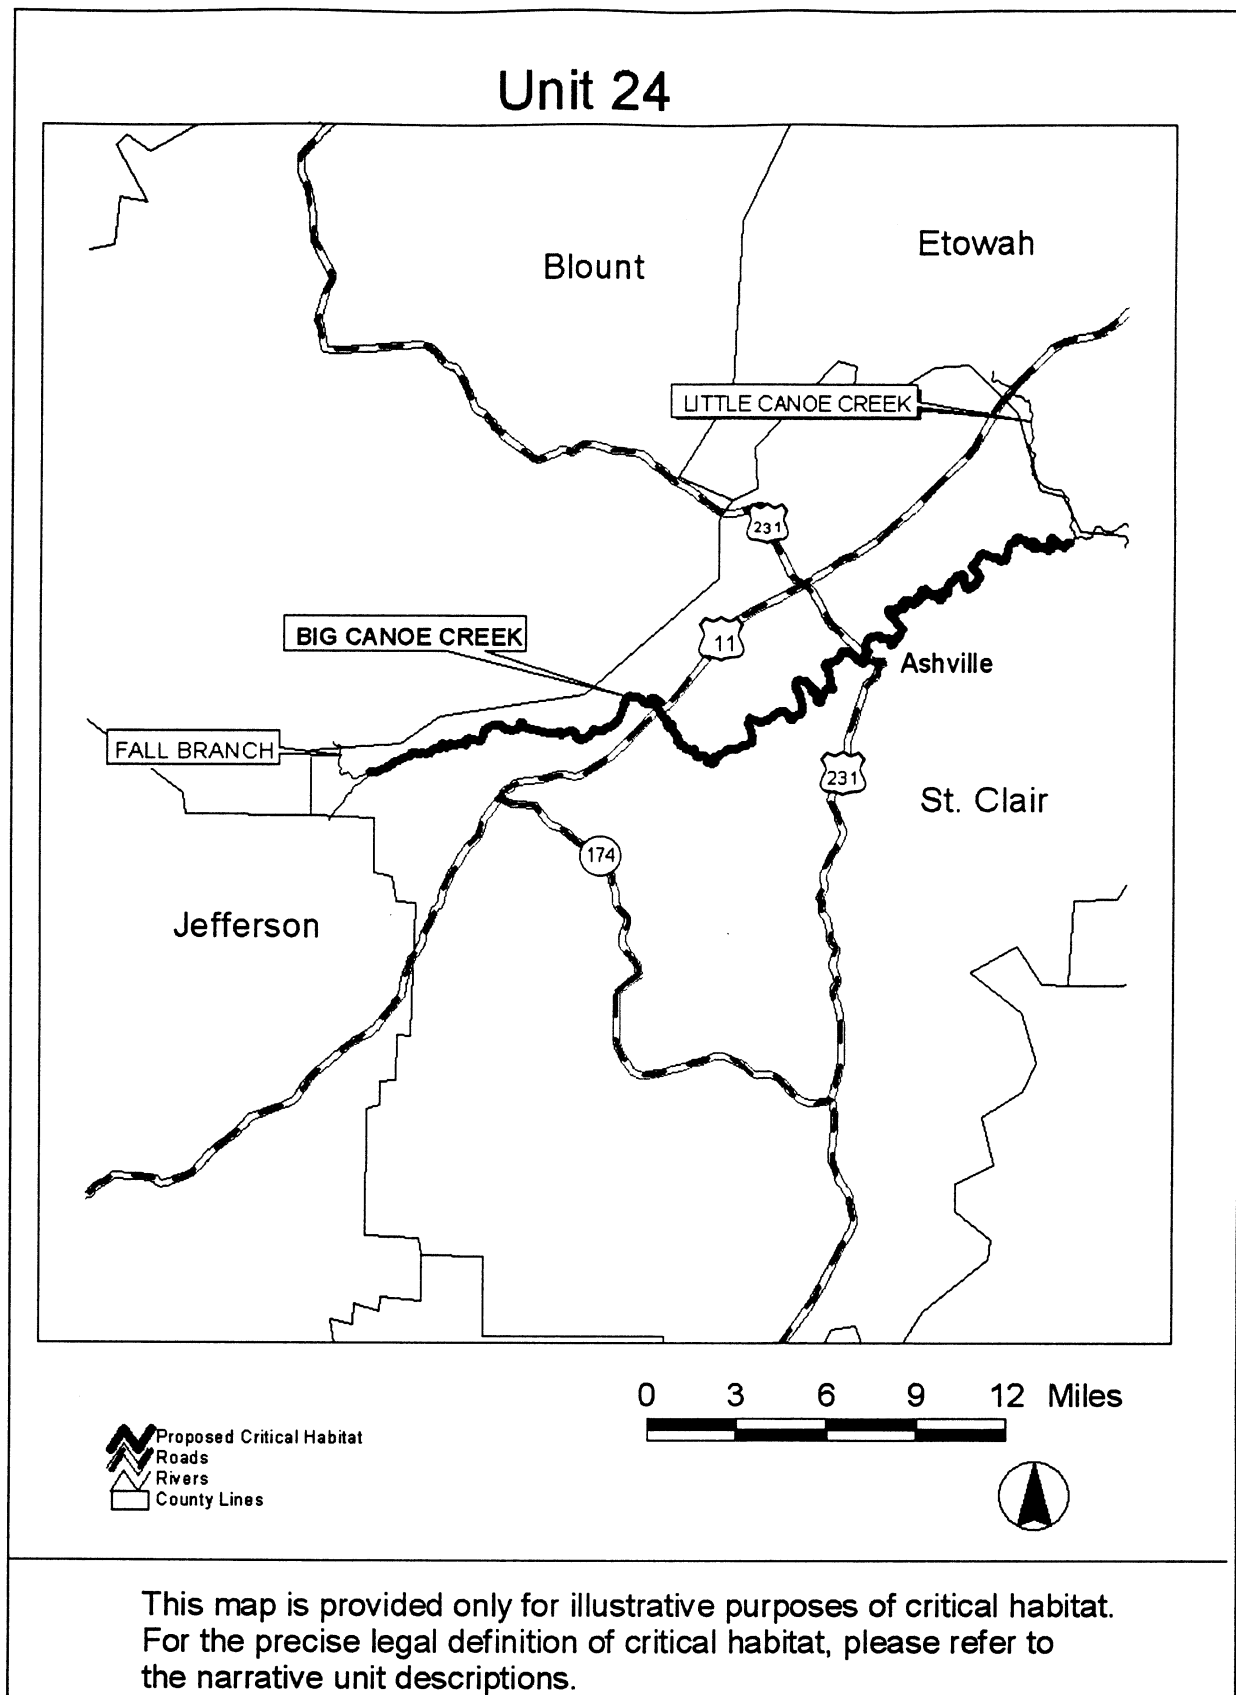 Unit 24
Blount
Etowah
LITTLE CANOE CREEK
231
BIG CANOE CREEK
11
Ashville
FALL BRANCH
231
St. Clair
174
Jefferson
0 3 6 9 12 Miles
Proposed Critical Habitat
Roads
Rivers
County Lines
This map is provided only for illustrative purposes of critical habitat.
For the precise legal definition of critical habitat, please refer to
the narrative unit descriptions.